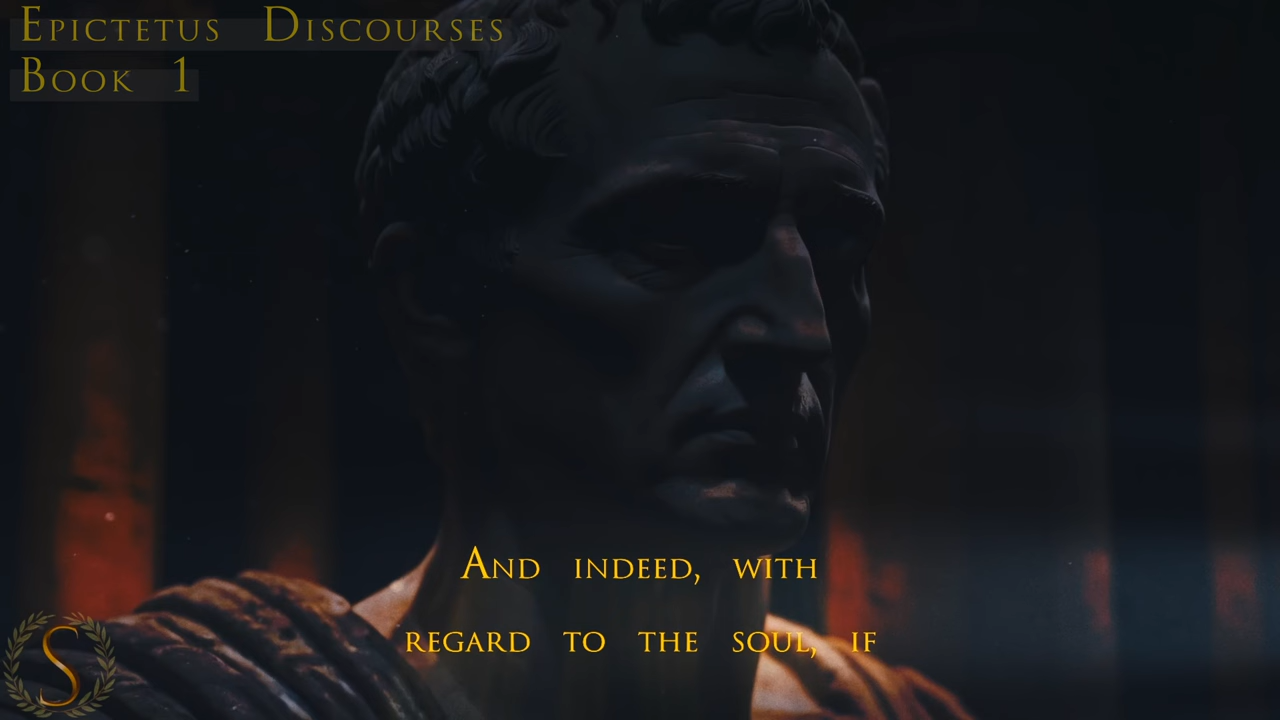 Epictetus Discourses
Book 1
And indeed, with
regard to the soul, if
S